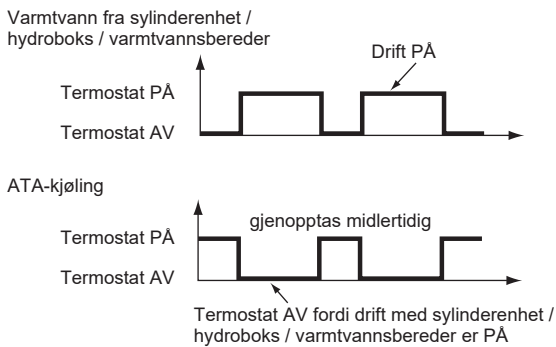 Varmtvann fra sylinderenhet /
hydroboks / varmtvannsbereder
Drift PÅ
Termostat PÅ
Termostat AV
ATA-kjøling
gjenopptas midlertidig
Termostat PÅ
Termostat AV
Termostat AV fordi drift med sylinderenhet /
hydroboks / varmtvannsbereder er PÅ